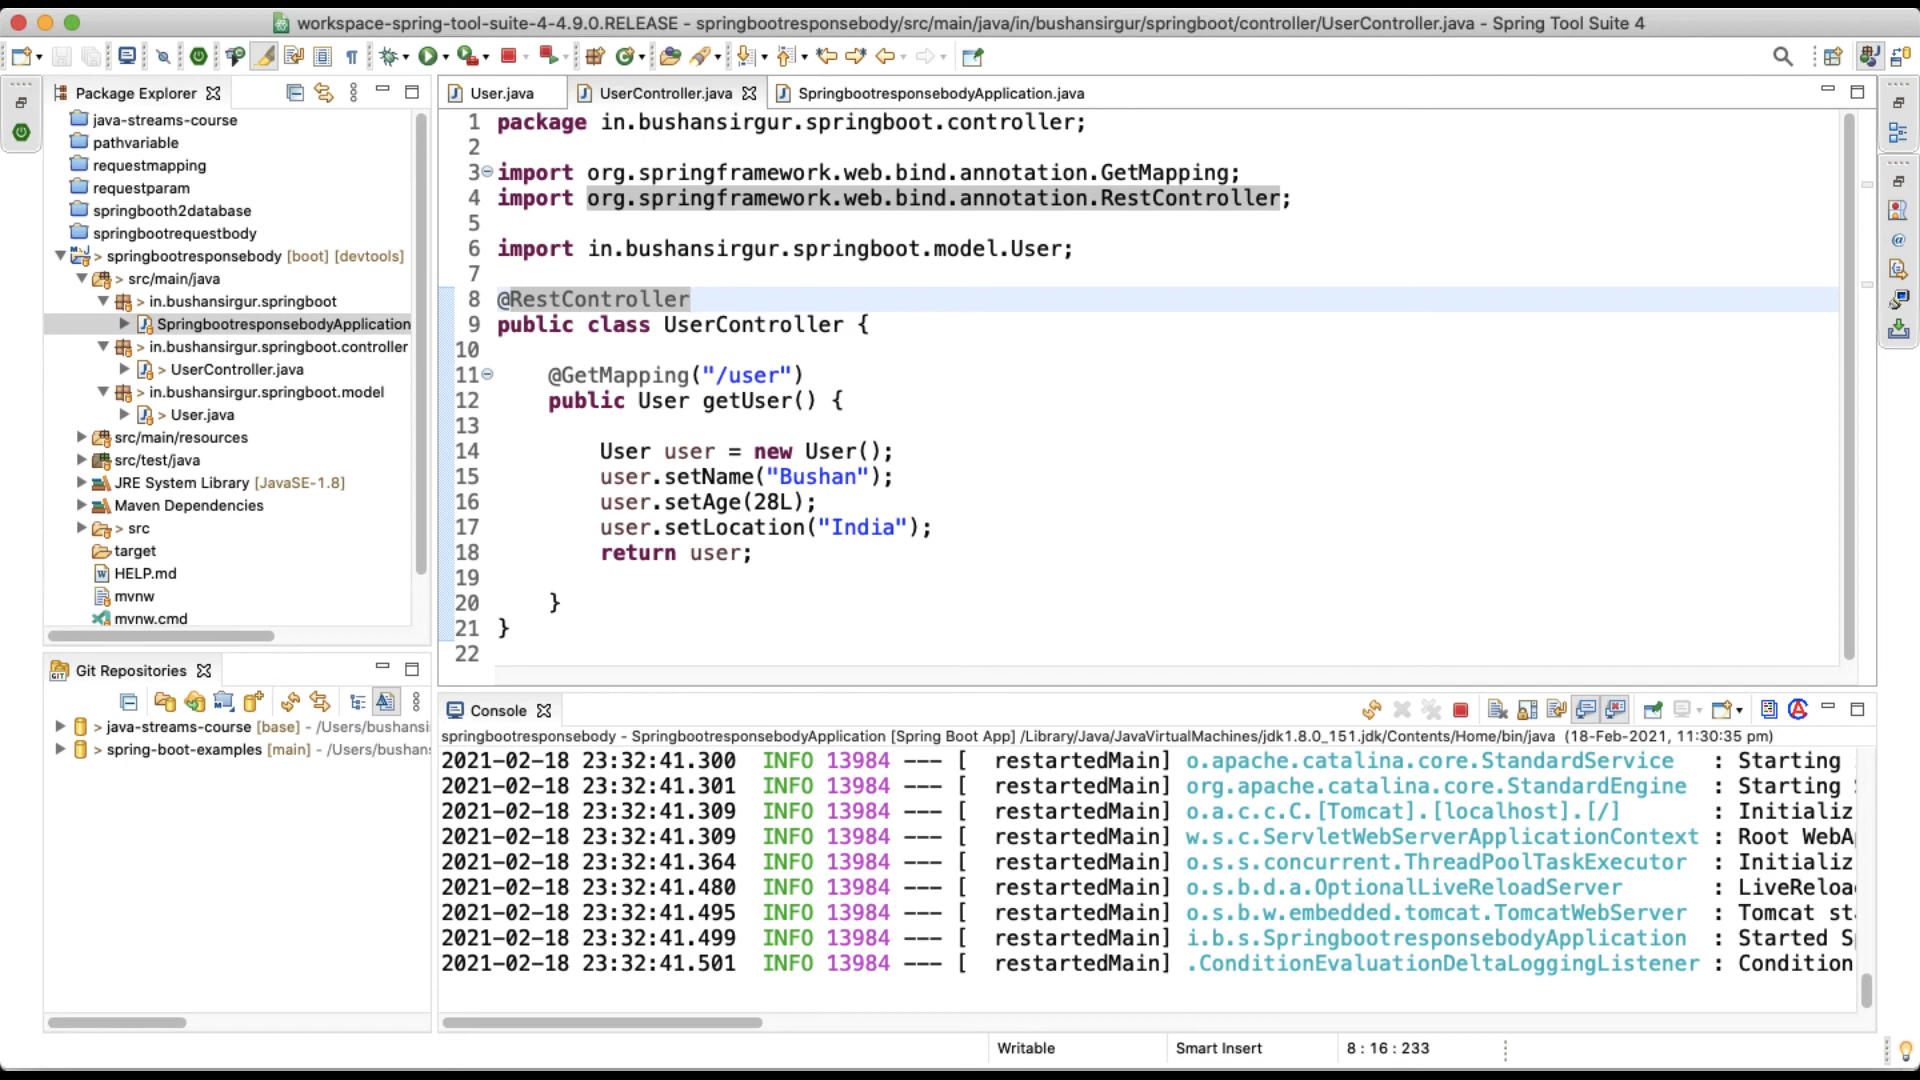 workspace-spring-tool-suite-4-4.9.0.RELEASE - springbootresponsebody/src/main/java/in/bushansirgur/springboot/controller/UserController.java - Spring Tool Suite 4
Package Explorer
java-streams-course
pathvariable
requestmapping
requestparam
springbooth2database
springbootrequestbody
> springbootresponsebody [boot] [devtools]
> src/main/java
> in.bushansirgur.springboot
> SpringbootresponsebodyApplication
> in.bushansirgur.springboot.controller
> UserController.java
> in.bushansirgur.springboot.model
> User.java
src/main/resources
src/test/java
JRE System Library [JavaSE-1.8]
Maven Dependencies
> src
target
HELP.md
mvnw
mvnw.cmd
Git Repositories
> java-streams-course [base] - /Users/bushansi
> spring-boot-examples [main] - /Users/bushans
User.java
UserController.java
SpringbootresponsebodyApplication.java
1 package in.bushansirgur.springboot.controller;
2
3 import org.springframework.web.bind.annotation.GetMapping;
4 import org.springframework.web.bind.annotation.RestController;
5
6 import in.bushansirgur.springboot.model.User;
7
8 @RestController
9 public class UserController {
10
11 @GetMapping("/user")
12 public User getUser() {
13
14 User user = new User();
15 user.setName("Bushan");
16 user.setAge(28L);
17 user.setLocation("India");
18 return user;
19
20 }
21 }
22
Console
springbootresponsebody - SpringbootresponsebodyApplication [Spring Boot App] /Library/Java/JavaVirtualMachines/jdk1.8.0_151.jdk/Contents/Home/bin/java (18-Feb-2021, 11:30:35 pm)
2021-02-18 23:32:41.300 INFO 13984 --- [ restartedMain] o.apache.catalina.core.StandardService : Starting
2021-02-18 23:32:41.301 INFO 13984 --- [ restartedMain] org.apache.catalina.core.StandardEngine : Starting
2021-02-18 23:32:41.309 INFO 13984 --- [ restartedMain] o.a.c.c.C.[Tomcat].[localhost].[/] : Initializ
2021-02-18 23:32:41.309 INFO 13984 --- [ restartedMain] w.s.c.ServletWebServerApplicationContext : Root WebA
2021-02-18 23:32:41.364 INFO 13984 --- [ restartedMain] o.s.s.concurrent.ThreadPoolTaskExecutor : Initializ
2021-02-18 23:32:41.480 INFO 13984 --- [ restartedMain] o.s.b.d.a.OptionalLiveReloadServer : LiveReloa
2021-02-18 23:32:41.495 INFO 13984 --- [ restartedMain] o.s.b.w.embedded.tomcat.TomcatWebServer : Tomcat st
2021-02-18 23:32:41.499 INFO 13984 --- [ restartedMain] i.b.s.SpringbootresponsebodyApplication : Started S
2021-02-18 23:32:41.501 INFO 13984 --- [ restartedMain] .ConditionEvaluationDeltaLoggingListener : Condition
Writable
Smart Insert
8 : 16 : 233